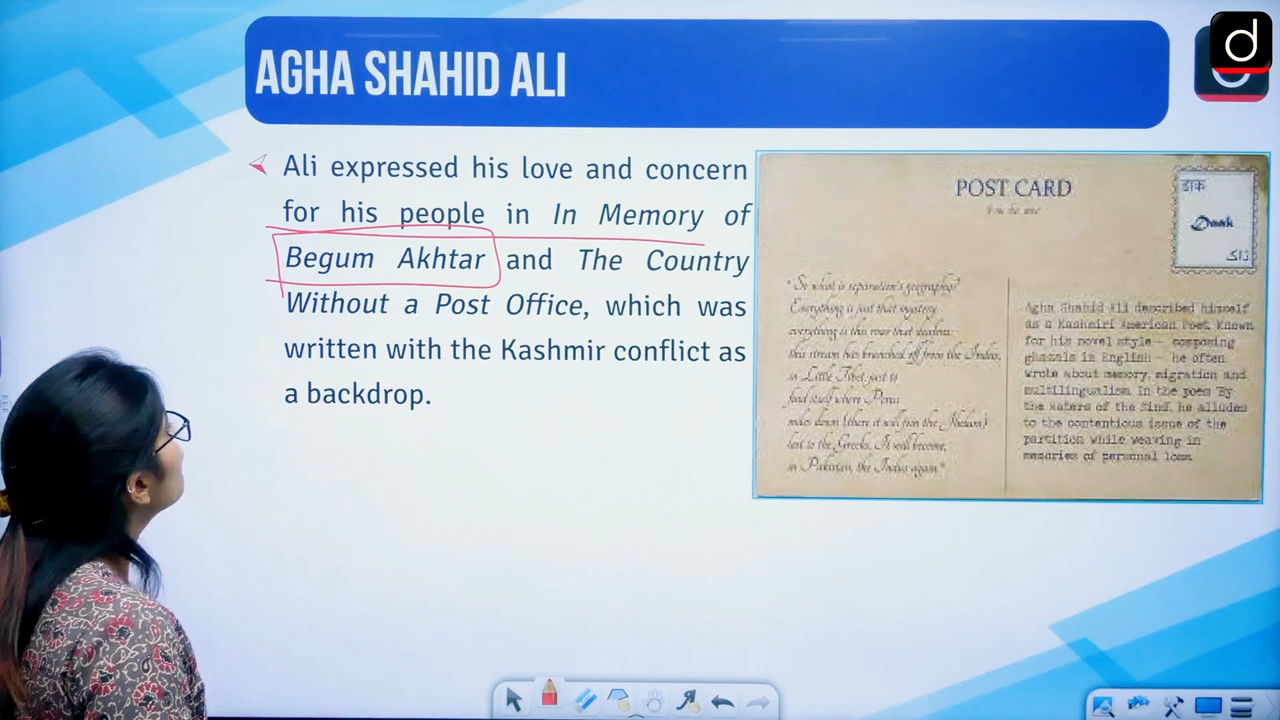 AGHA SHAHID ALI
Ali expressed his love and concern
for his people in In Memory of
Begum Akhtar and The Country
Without a Post Office, which was
written with the Kashmir conflict as
a backdrop.
POST CARD
डाक
Daak
ڈاک
"So what is separation's geography?
Everything is just that mystery,
everything is this roar that deafens:
this stream has branched off from the Indus,
in Little Tibet, just to
find itself where Porus
miles down (there it will join the Jhelum)
lost to the Greeks. It will become,
in Pakistan, the Indus again."
Agha Shahid Ali described himself
as a Kashmiri American Poet. Known
for his novel style - composing
ghazals in English - he often
wrote about memory, migration and
multilingualism. In the poem 'By
the waters of the Sind, he alludes
to the contentious issue of the
partition while weaving in
memories of personal loss.
d